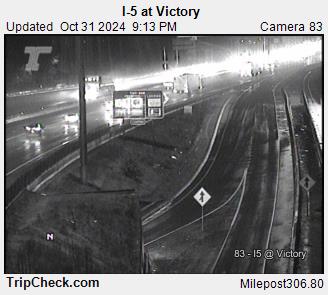 I-5 at Victory
Updated  Oct 31 2024  9:13 PM
Camera 83
T
N
83 - I5 @ Victory
TripCheck.com
Milepost306.80